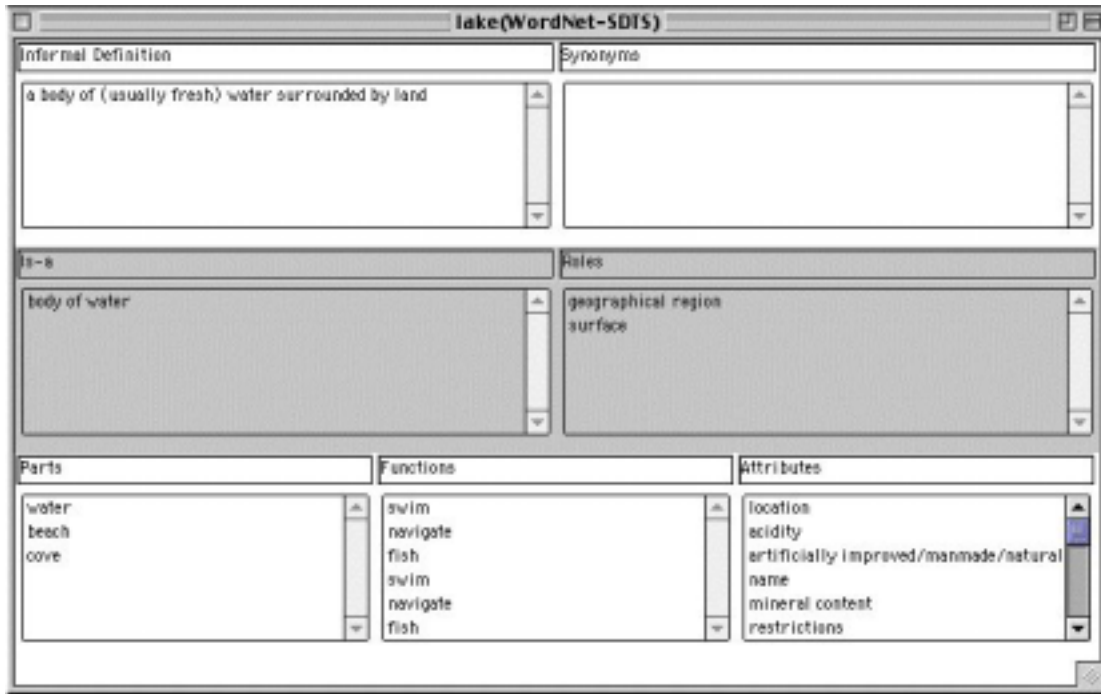 lake(WordNet-SDTS)
Informal Definition
Synonyms
a body of (usually fresh) water surrounded by land
Is-a
Roles
body of water
geographical region
surface
Parts
Functions
Attributes
water
beach
cove
swim
navigate
fish
swim
navigate
fish
location
acidity
artificially improved/manmade/natural
name
mineral content
restrictions